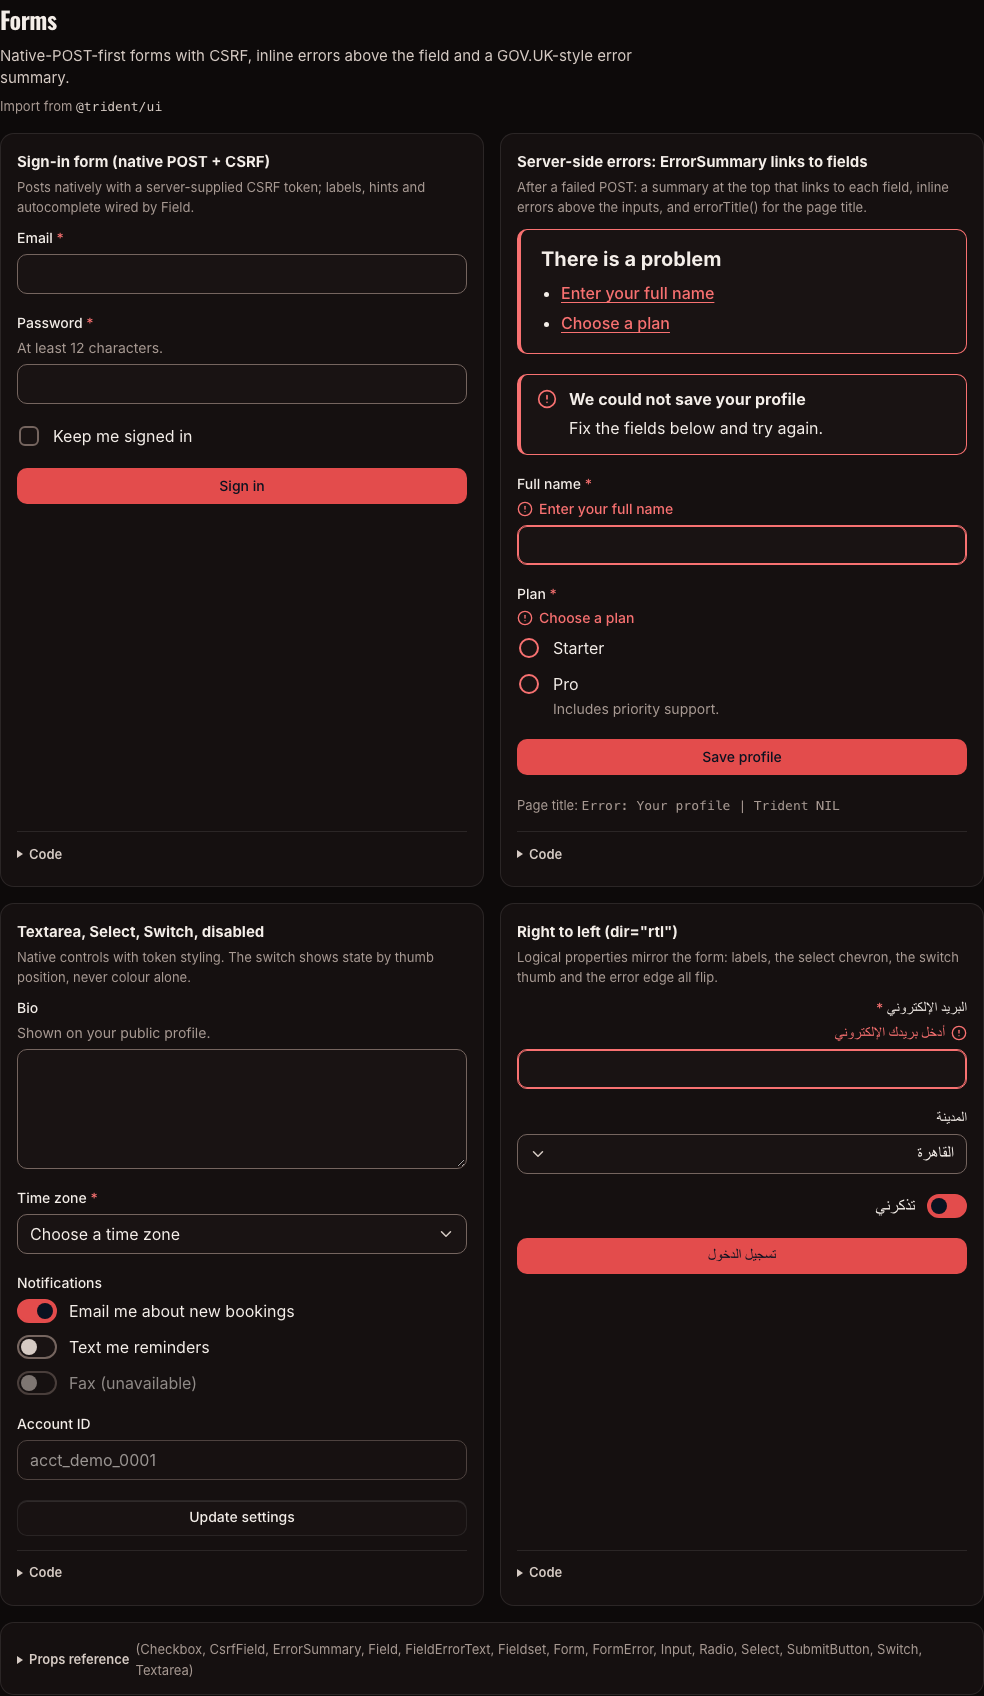 Forms
Native-POST-first forms with CSRF, inline errors above the field and a GOV.UK-style error
summary.
Import from @trident/ui
Sign-in form (native POST + CSRF)
Posts natively with a server-supplied CSRF token; labels, hints and
autocomplete wired by Field.
Email *
Password *
At least 12 characters.
Keep me signed in
Sign in
Code
Server-side errors: ErrorSummary links to fields
After a failed POST: a summary at the top that links to each field, inline
errors above the inputs, and errorTitle() for the page title.
There is a problem
• Enter your full name
• Choose a plan
We could not save your profile
Fix the fields below and try again.
Full name *
Enter your full name
Plan *
Choose a plan
Starter
Pro
Includes priority support.
Save profile
Page title: Error: Your profile | Trident NIL
Code
Textarea, Select, Switch, disabled
Native controls with token styling. The switch shows state by thumb
position, never colour alone.
Bio
Shown on your public profile.
Time zone *
Choose a time zone
Notifications
Email me about new bookings
Text me reminders
Fax (unavailable)
Account ID
acct_demo_0001
Update settings
Code
Right to left (dir="rtl")
Logical properties mirror the form: labels, the select chevron, the switch
thumb and the error edge all flip.
البريد الإلكتروني *
أدخل بريدك الإلكتروني
المدينة
القاهرة
تذكرني
تسجيل الدخول
Code
Props reference (Checkbox, CsrfField, ErrorSummary, Field, FieldErrorText, Fieldset, Form, FormError, Input, Radio, Select, SubmitButton, Switch,
Textarea)